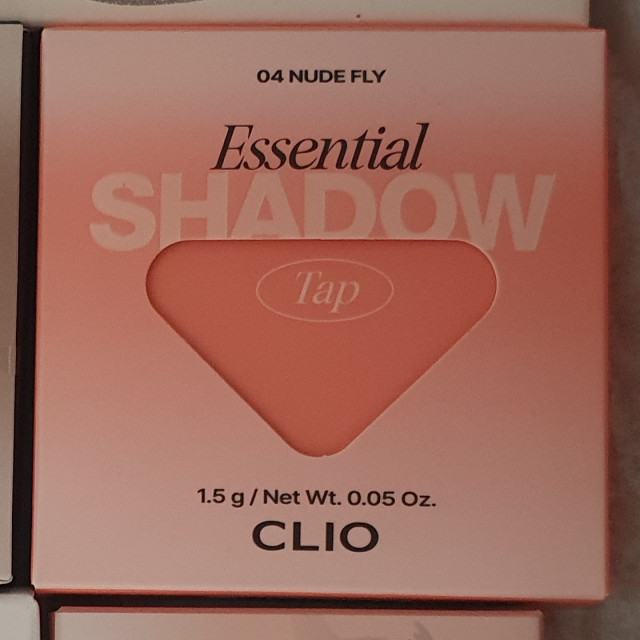 04 NUDE FLY
Essential
SHADOW
Tap
1.5 g / Net Wt. 0.05 Oz.
CLIO